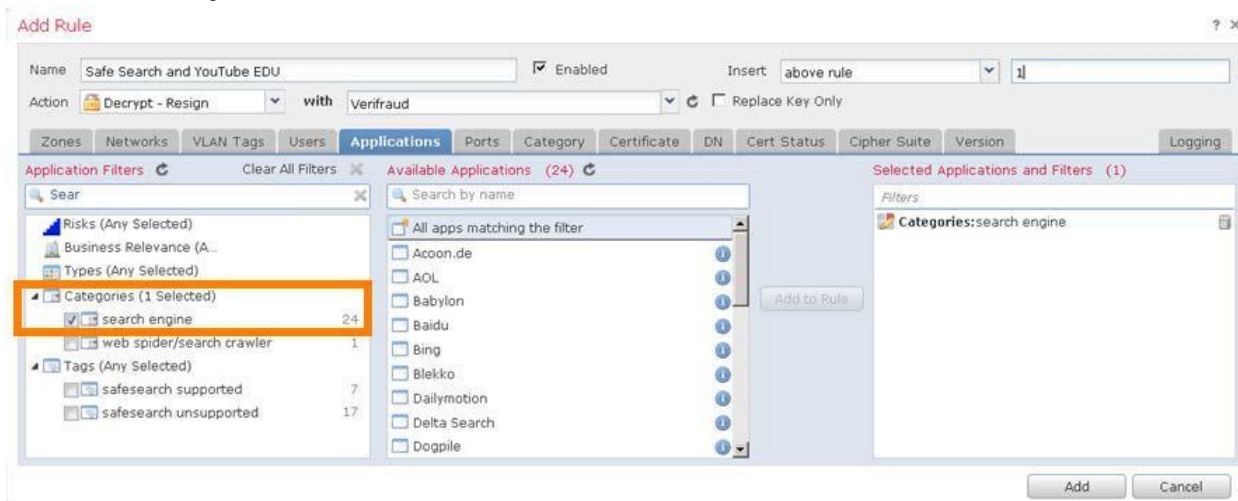 Add Rule ? X
Name Safe Search and YouTube EDU Enabled Insert above rule 1
Action Decrypt - Resign with Verifraud Replace Key Only
Zones Networks VLAN Tags Users Applications Ports Category Certificate DN Cert Status Cipher Suite Version Logging
Application Filters Clear All Filters Available Applications (24) Selected Applications and Filters (1)
Sear Search by name Filters
Risks (Any Selected) All apps matching the filter Categories:search engine
Business Relevance (A... Acoon.de
Types (Any Selected) AOL
Categories (1 Selected) Babylon Add to Rule
search engine 24 Baidu
web spider/search crawler 1 Bing
Tags (Any Selected) Blekko
safesearch supported 7 Dailymotion
safesearch unsupported 17 Delta Search
Dogpile
Add Cancel